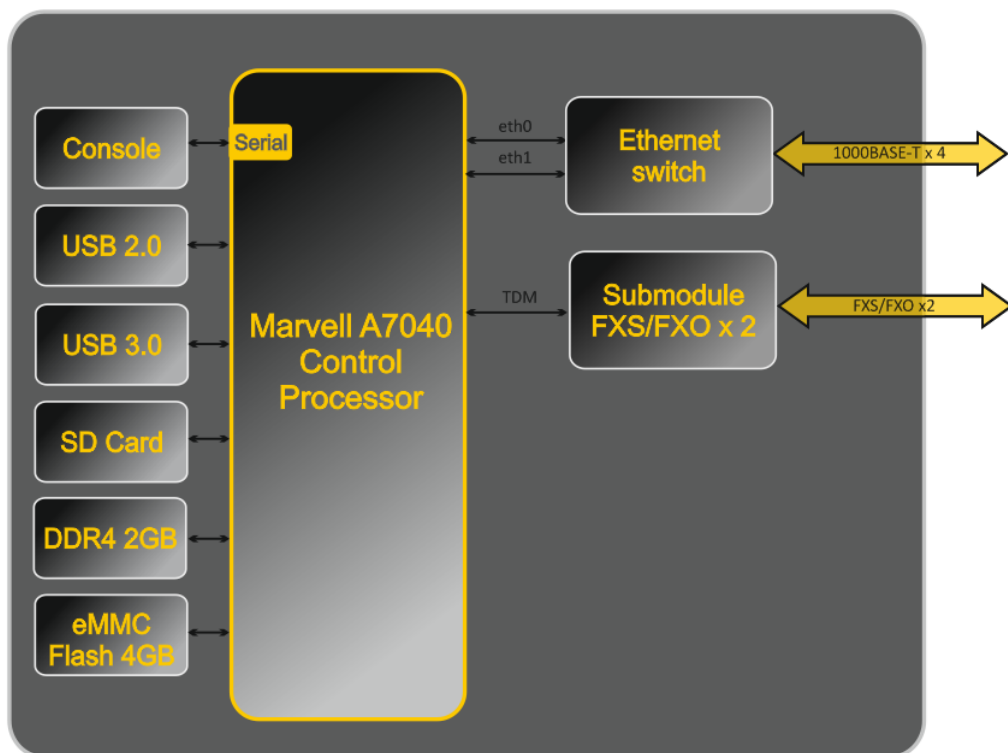 Console
USB 2.0
USB 3.0
SD Card
DDR4 2GB
eMMC
Flash 4GB
Serial
Marvell A7040
Control
Processor
eth0
eth1
TDM
Ethernet
switch
Submodule
FXS/FXO x 2
1000BASE-T x 4
FXS/FXO x2